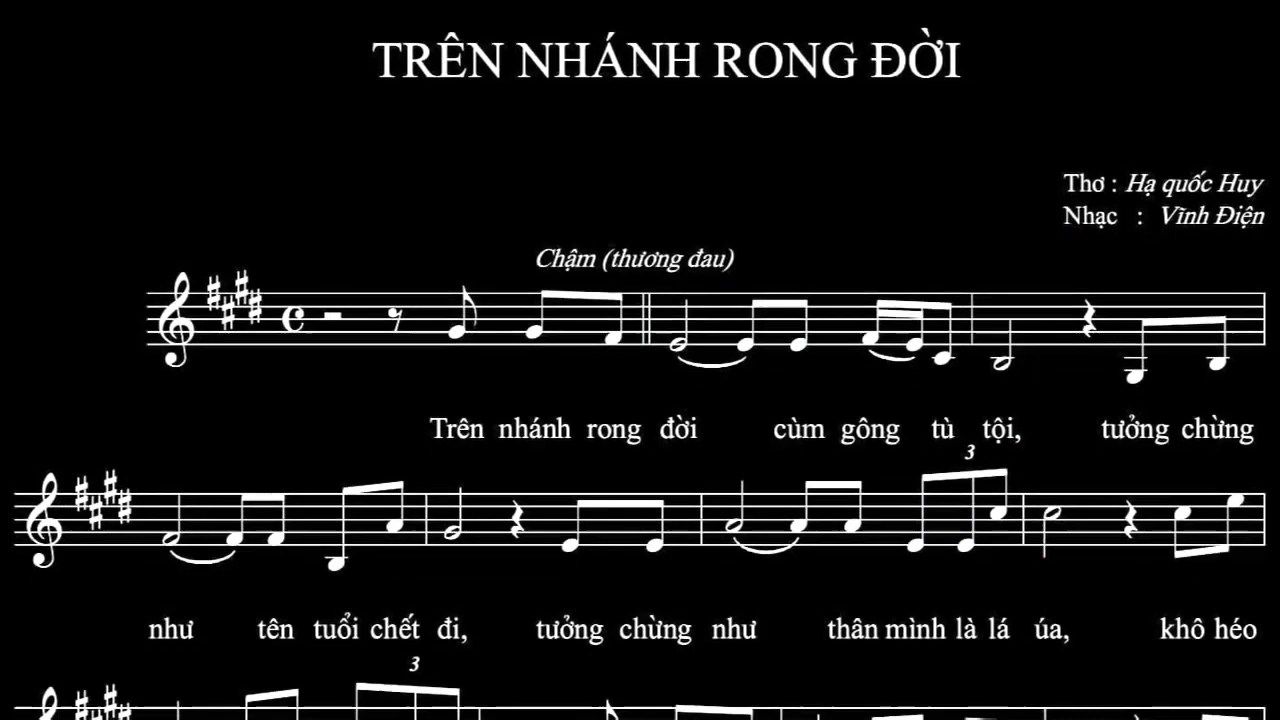 TRÊN NHÁNH RONG ĐỜI
Thơ : Hạ quốc Huy
Nhạc : Vĩnh Điện
Chậm (thương đau)
Trên nhánh rong đời cùm gông tù tội, tưởng chừng
3
như tên tuổi chết đi, tưởng chừng như thân mình là lá úa, khô héo
3